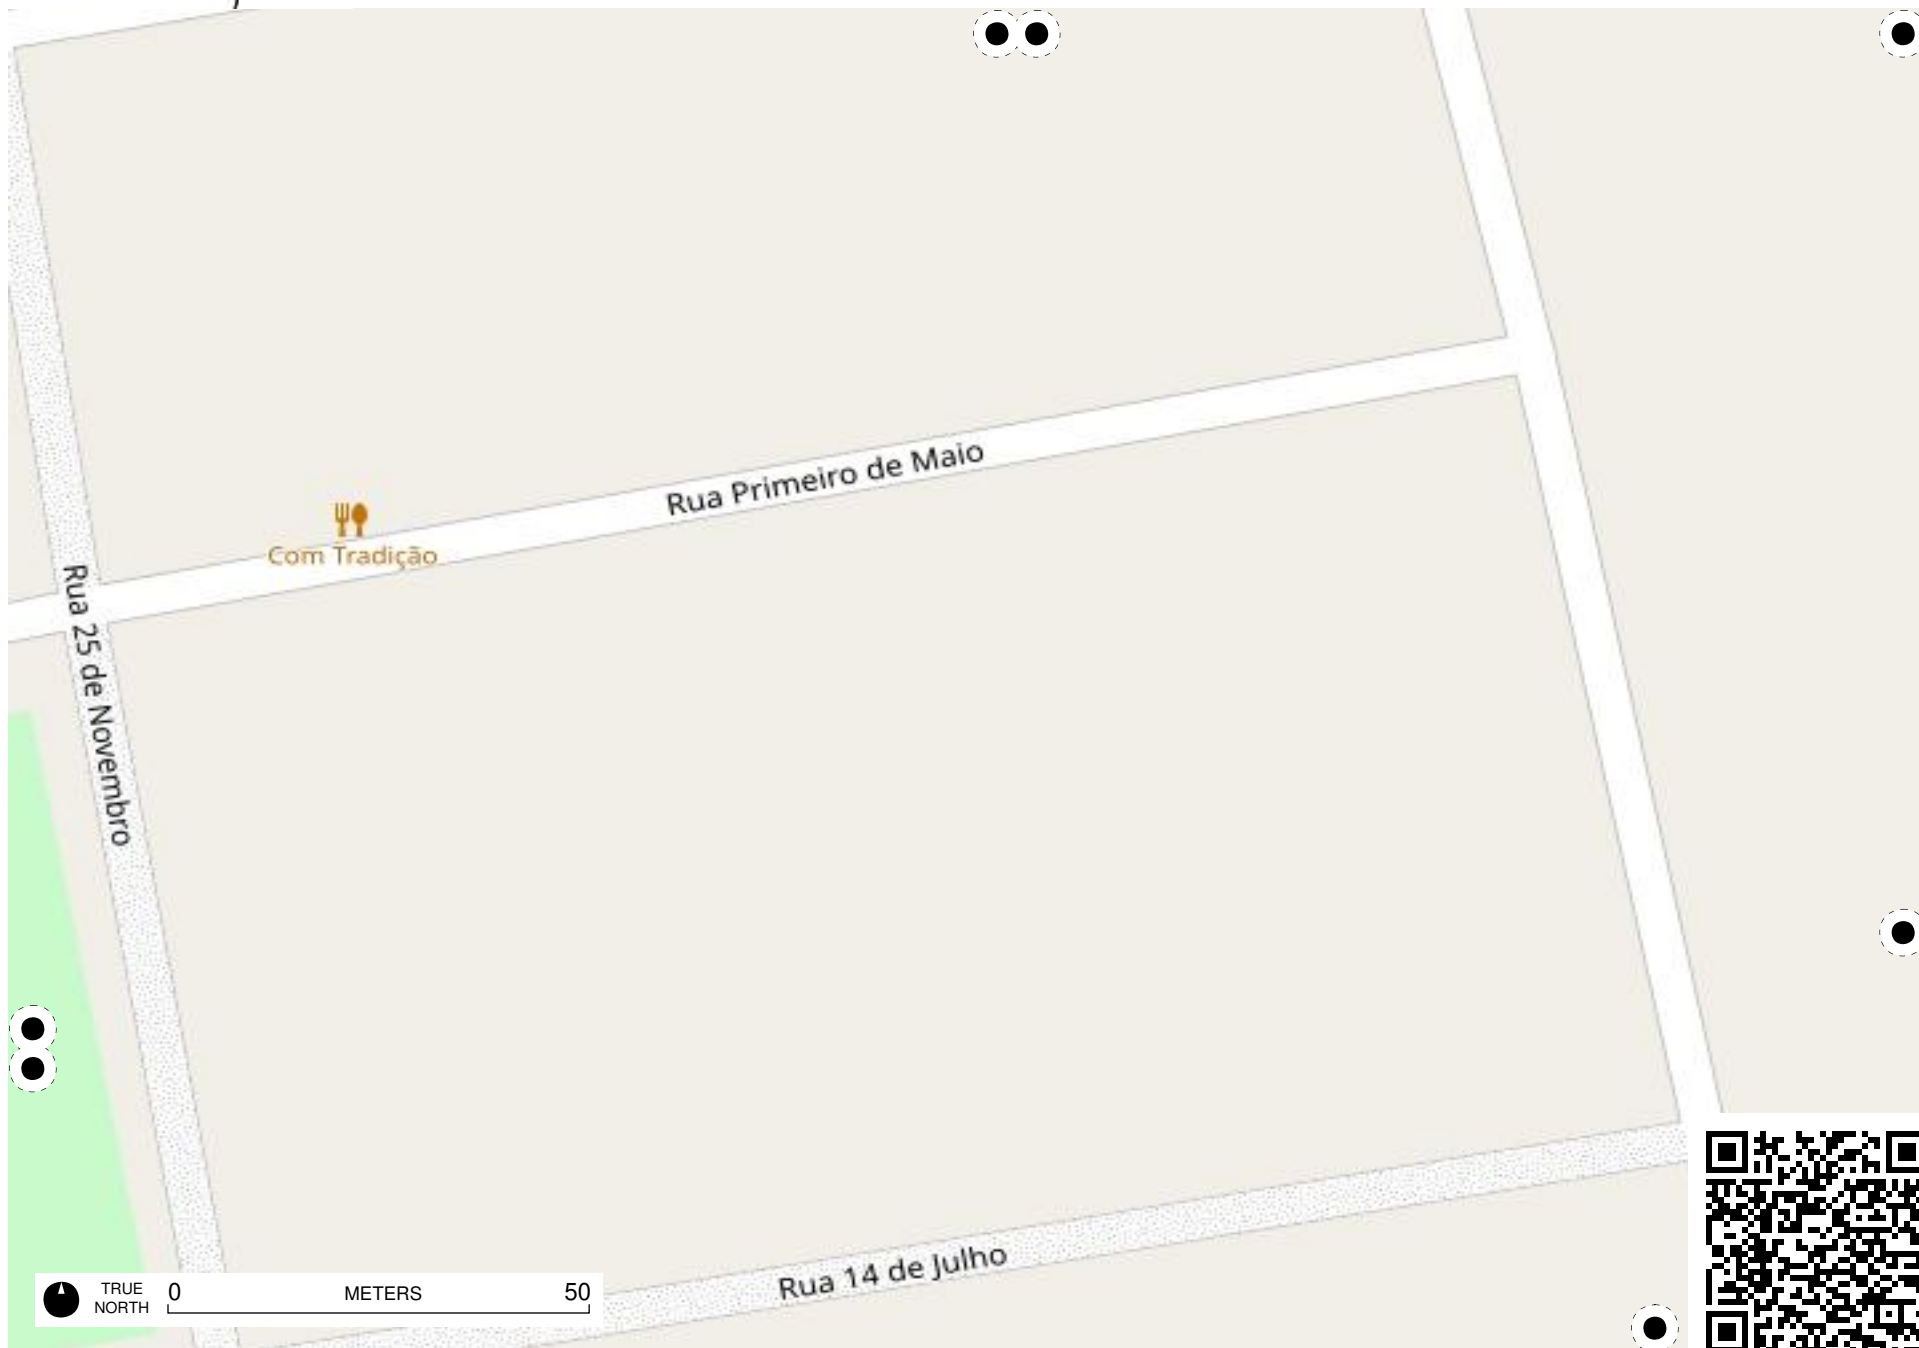 Rua Primeiro de Maio
Com Tradição
Rua 25 de Novembro
Rua 14 de Julho
TRUE NORTH
0 METERS 50